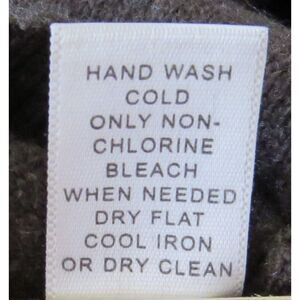 HAND WASH
COLD
ONLY NON-
CHLORINE
BLEACH
WHEN NEEDED
DRY FLAT
COOL IRON
OR DRY CLEAN